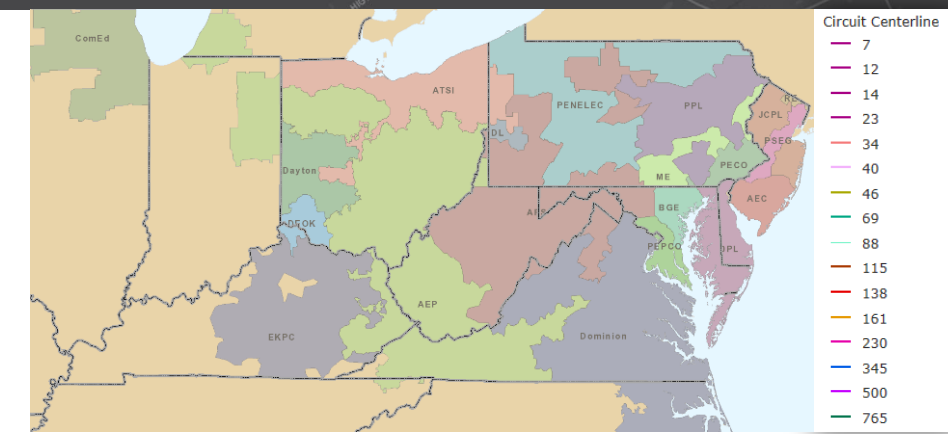 Circuit Centerline
7
12
14
23
34
40
46
69
88
115
138
161
230
345
500
765
ComEd
ATSI
PENELEC
PPL
RE
JCPL
DL
PSEG
Dayton
PECO
ME
AEC
APS
BGE
DEOK
PEPCO
DPL
AEP
EKPC
Dominion